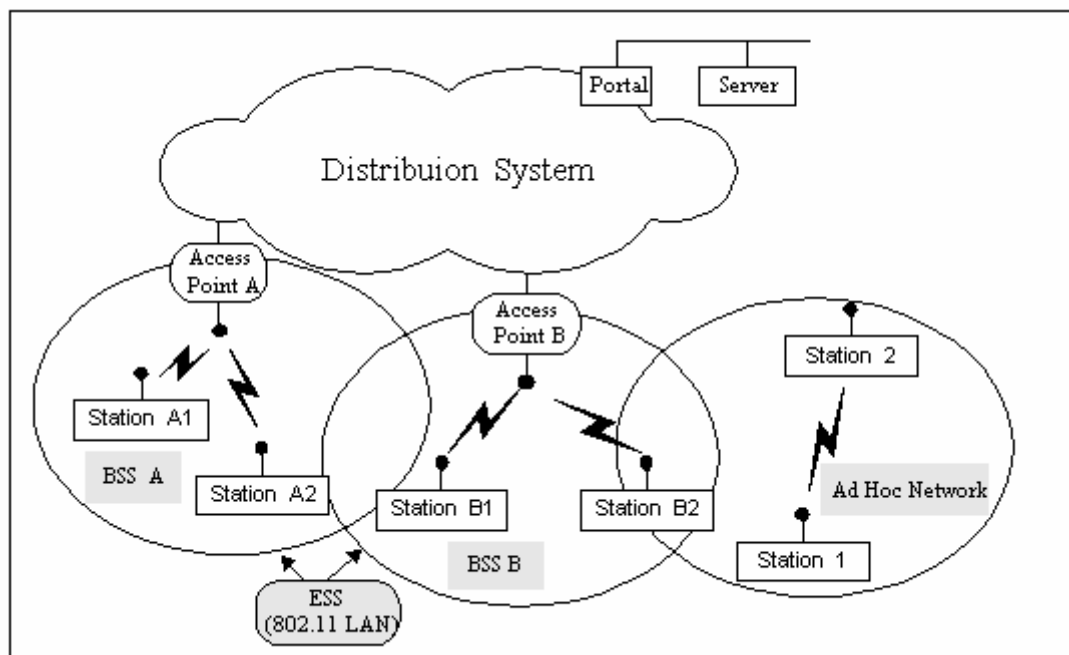 Portal
Server
Distribuion System
Access
Point A
Access
Point B
Station 2
Station A1
BSS A
Station A2
Station B1
Station B2
Ad Hoc Network
BSS B
Station 1
ESS
(802.11 LAN)